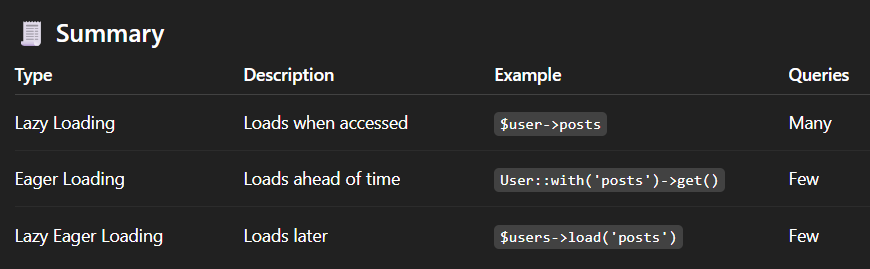 Summary
Type Description Example Queries
Lazy Loading Loads when accessed $user->posts Many
Eager Loading Loads ahead of time User::with('posts')->get() Few
Lazy Eager Loading Loads later $users->load('posts') Few